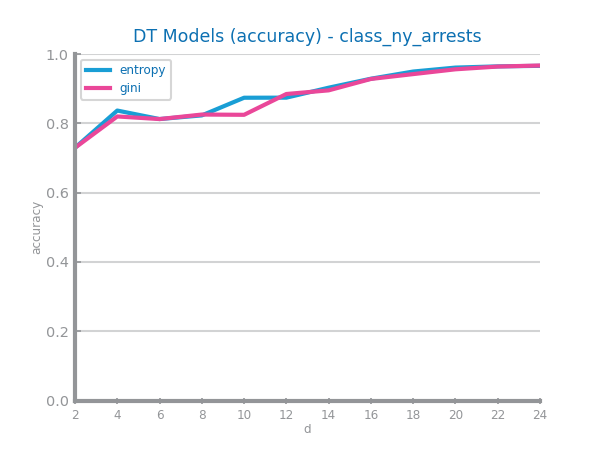 DT Models (accuracy) - class_ny_arrests
entropy
gini
accuracy
1.0
0.8
0.6
0.4
0.2
0.0
2 4 6 8 10 12 14 16 18 20 22 24
d